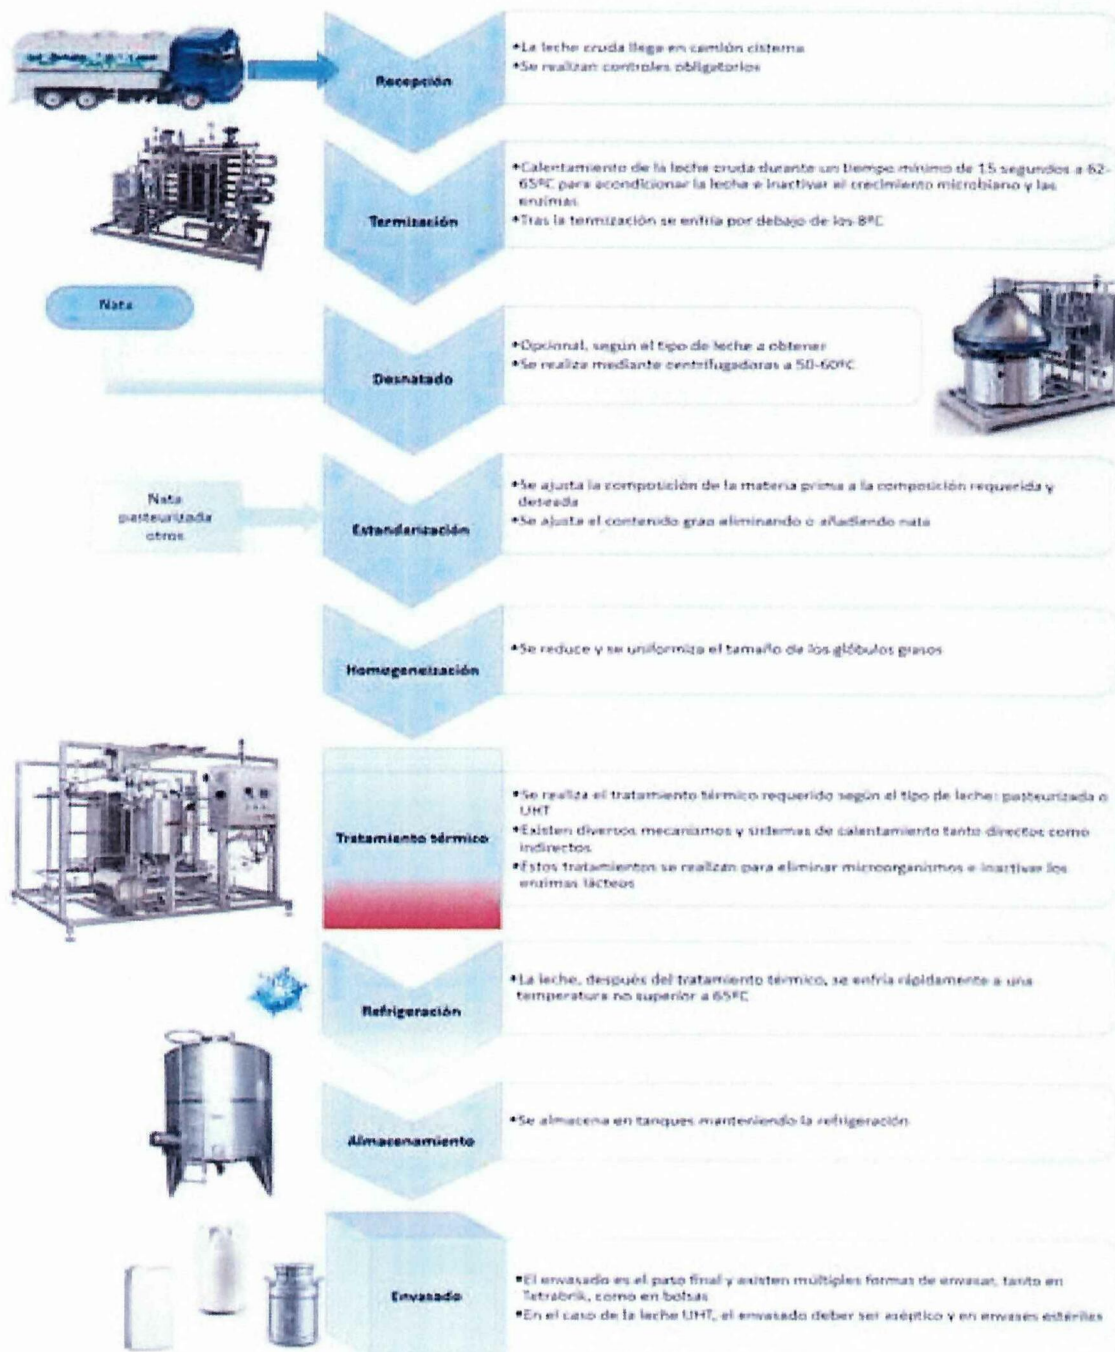 Recepción
•La leche cruda llega en camión cisterna
•Se realizan controles obligatorios
Termización
•Calentamiento de la leche cruda durante un tiempo mínimo de 15 segundos a 62-
65ºC para acondicionar la leche e inactivar el crecimiento microbiano y las
enzimas
•Tras la termización se enfría por debajo de los 8ºC
Nata
Desnatado
•Opcional, según el tipo de leche a obtener
•Se realiza mediante centrifugadoras a 50-60ºC
Nata
pasteurizada
otros
Estandarización
•Se ajusta la composición de la materia prima a la composición requerida y
deseada
•Se ajusta el contenido grao eliminando o añadiendo nata
Homogeneización
•Se reduce y se uniformiza el tamaño de los glóbulos grasos
Tratamiento térmico
•Se realiza el tratamiento térmico requerido según el tipo de leche: pasteurizada o
UHT
•Existen diversos mecanismos y sistemas de calentamiento tanto directos como
indirectos
•Estos tratamientos se realizan para eliminar microorganismos e inactivar los
enzimas lácteos
Refrigeración
•La leche, después del tratamiento térmico, se enfría rápidamente a una
temperatura no superior a 65ºC
Almacenamiento
•Se almacena en tanques manteniendo la refrigeración
Envasado
•El envasado es el paso final y existen múltiples formas de envasar, tanto en
Tetrabrik, como en bolsas
•En el caso de la leche UHT, el envasado deber ser aséptico y en envases estériles